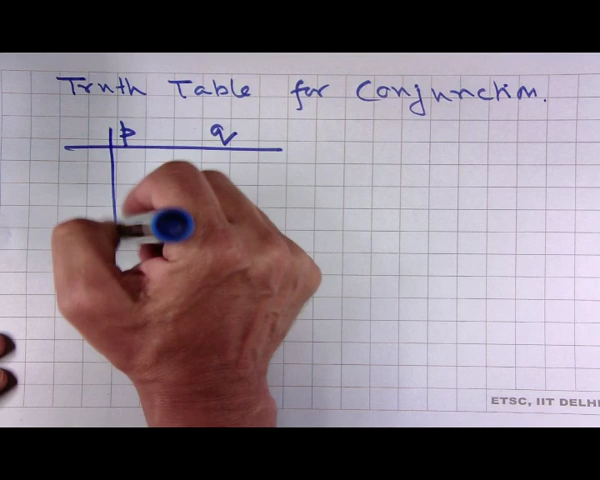 Truth Table for Conjunction.
p q
ETSC, IIT DELHI